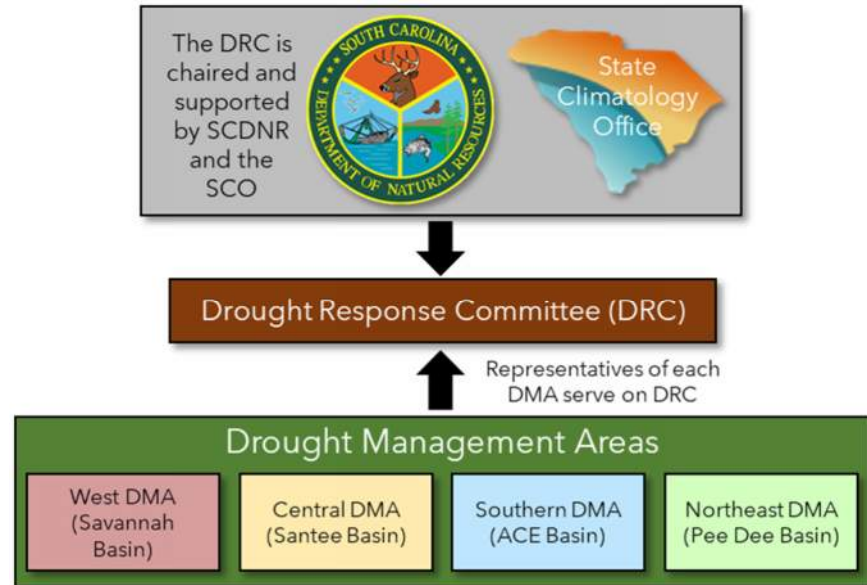 The DRC is
chaired and
supported
by SCDNR
and the
SCO
SOUTH CAROLINA
DEPARTMENT OF NATURAL RESOURCES
State
Climatology
Office
Drought Response Committee (DRC)
Representatives of each
DMA serve on DRC
Drought Management Areas
West DMA
(Savannah
Basin)
Central DMA
(Santee Basin)
Southern DMA
(ACE Basin)
Northeast DMA
(Pee Dee Basin)